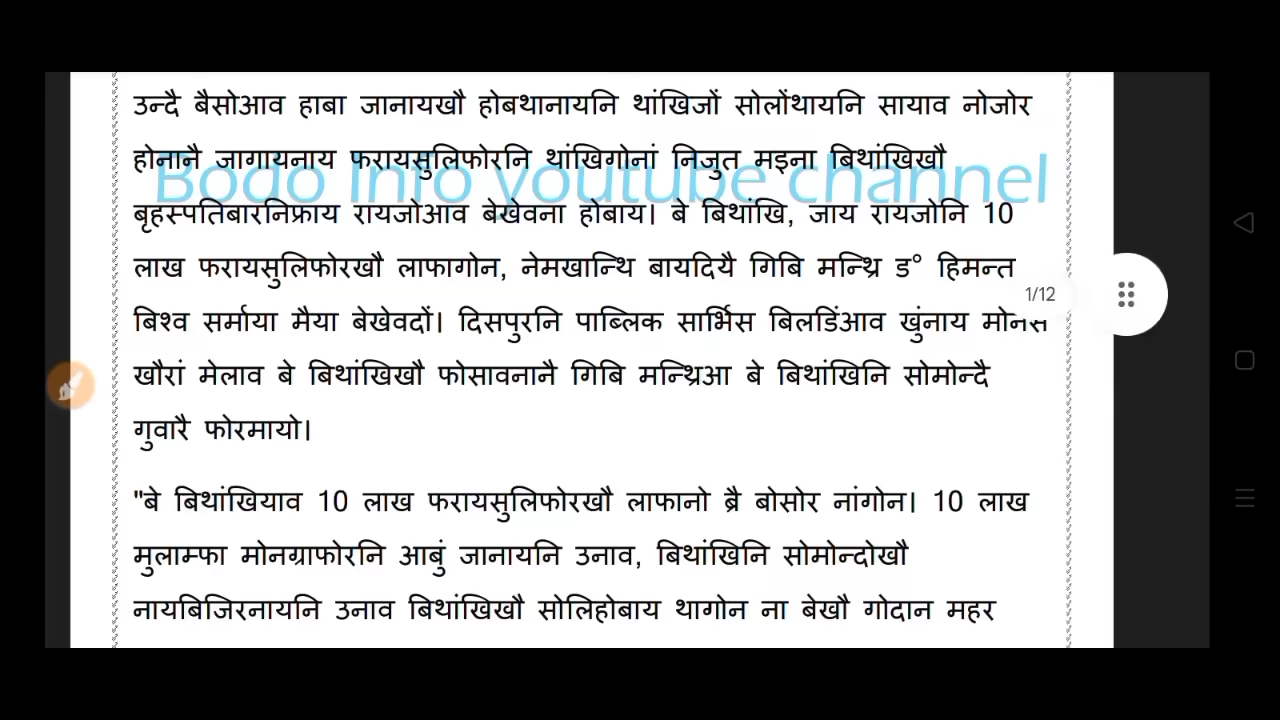 उन्दै बैसोआव हाबा जानायखौ होबथानायनि थांखिजों सोलोंथायनि सायाव नोजोर
होनानै जागायनाय फरायसुलिफोरनि थांखिगोनां निजुत मइना बिथांखिखौ
Bodo Info youtube channel
बृहस्पतिबारनिफ्राय रायजोआव बेखेवना होबाय। बे बिथांखि, जाय रायजोनि 10
लाख फरायसुलिफोरखौ लाफागोन, नेमखान्थि बायदियै गिबि मन्थ्रि ड° हिमन्त
1/12
बिश्व सर्माया मैया बेखेवदों। दिसपुरनि पाब्लिक सार्भिस बिलडिंआव खुंनाय मोनसे
खौरां मेलाव बे बिथांखिखौ फोसावनानै गिबि मन्थ्रिआ बे बिथांखिनि सोमोन्दै
गुवारै फोरमायो।
"बे बिथांखियाव 10 लाख फरायसुलिफोरखौ लाफानो ब्रै बोसोर नांगोन। 10 लाख
मुलाम्फा मोनग्राफोरनि आबुं जानायनि उनाव, बिथांखिनि सोमोन्दोखौ
नायबिजिरनायनि उनाव बिथांखिखौ सोलिहोबाय थागोन ना बेखौ गोदान महर